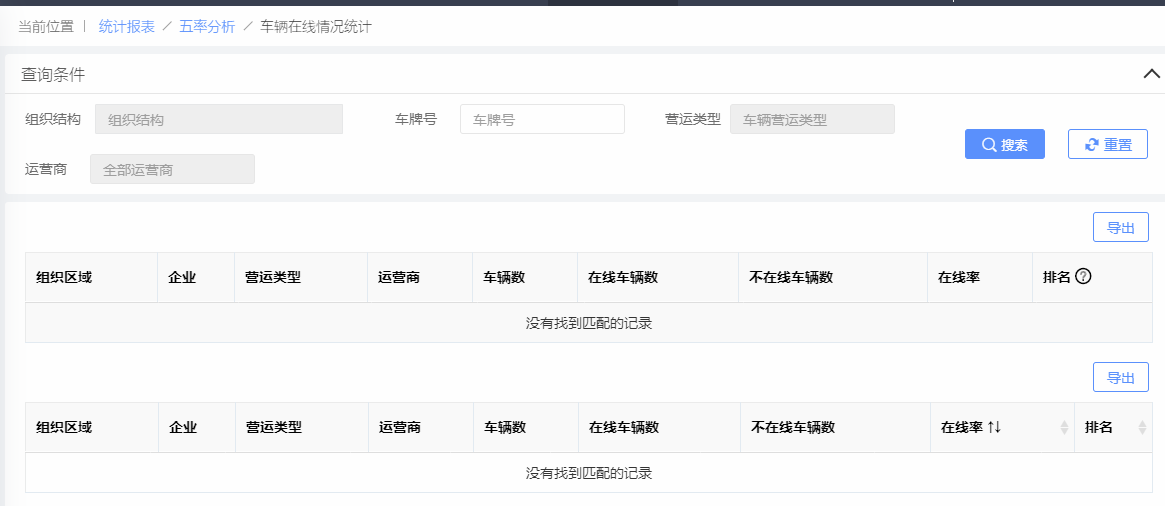 当前位置 | 统计报表 / 五率分析 / 车辆在线情况统计
查询条件
组织结构 组织结构 车牌号 车牌号 营运类型 车辆营运类型
搜索 重置
运营商 全部运营商
导出
组织区域 企业 营运类型 运营商 车辆数 在线车辆数 不在线车辆数 在线率 排名 ?
没有找到匹配的记录
导出
组织区域 企业 营运类型 运营商 车辆数 在线车辆数 不在线车辆数 在线率 ↑↓ 排名
没有找到匹配的记录